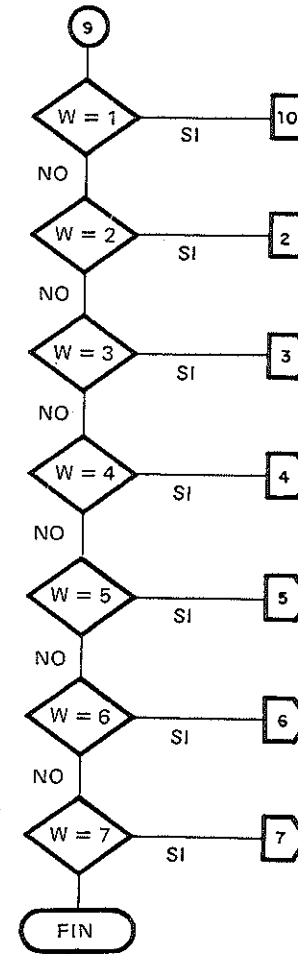 9
W = 1
SI
10
NO
W = 2
SI
2
NO
W = 3
SI
3
NO
W = 4
SI
4
NO
W = 5
SI
5
NO
W = 6
SI
6
NO
W = 7
SI
7
FIN